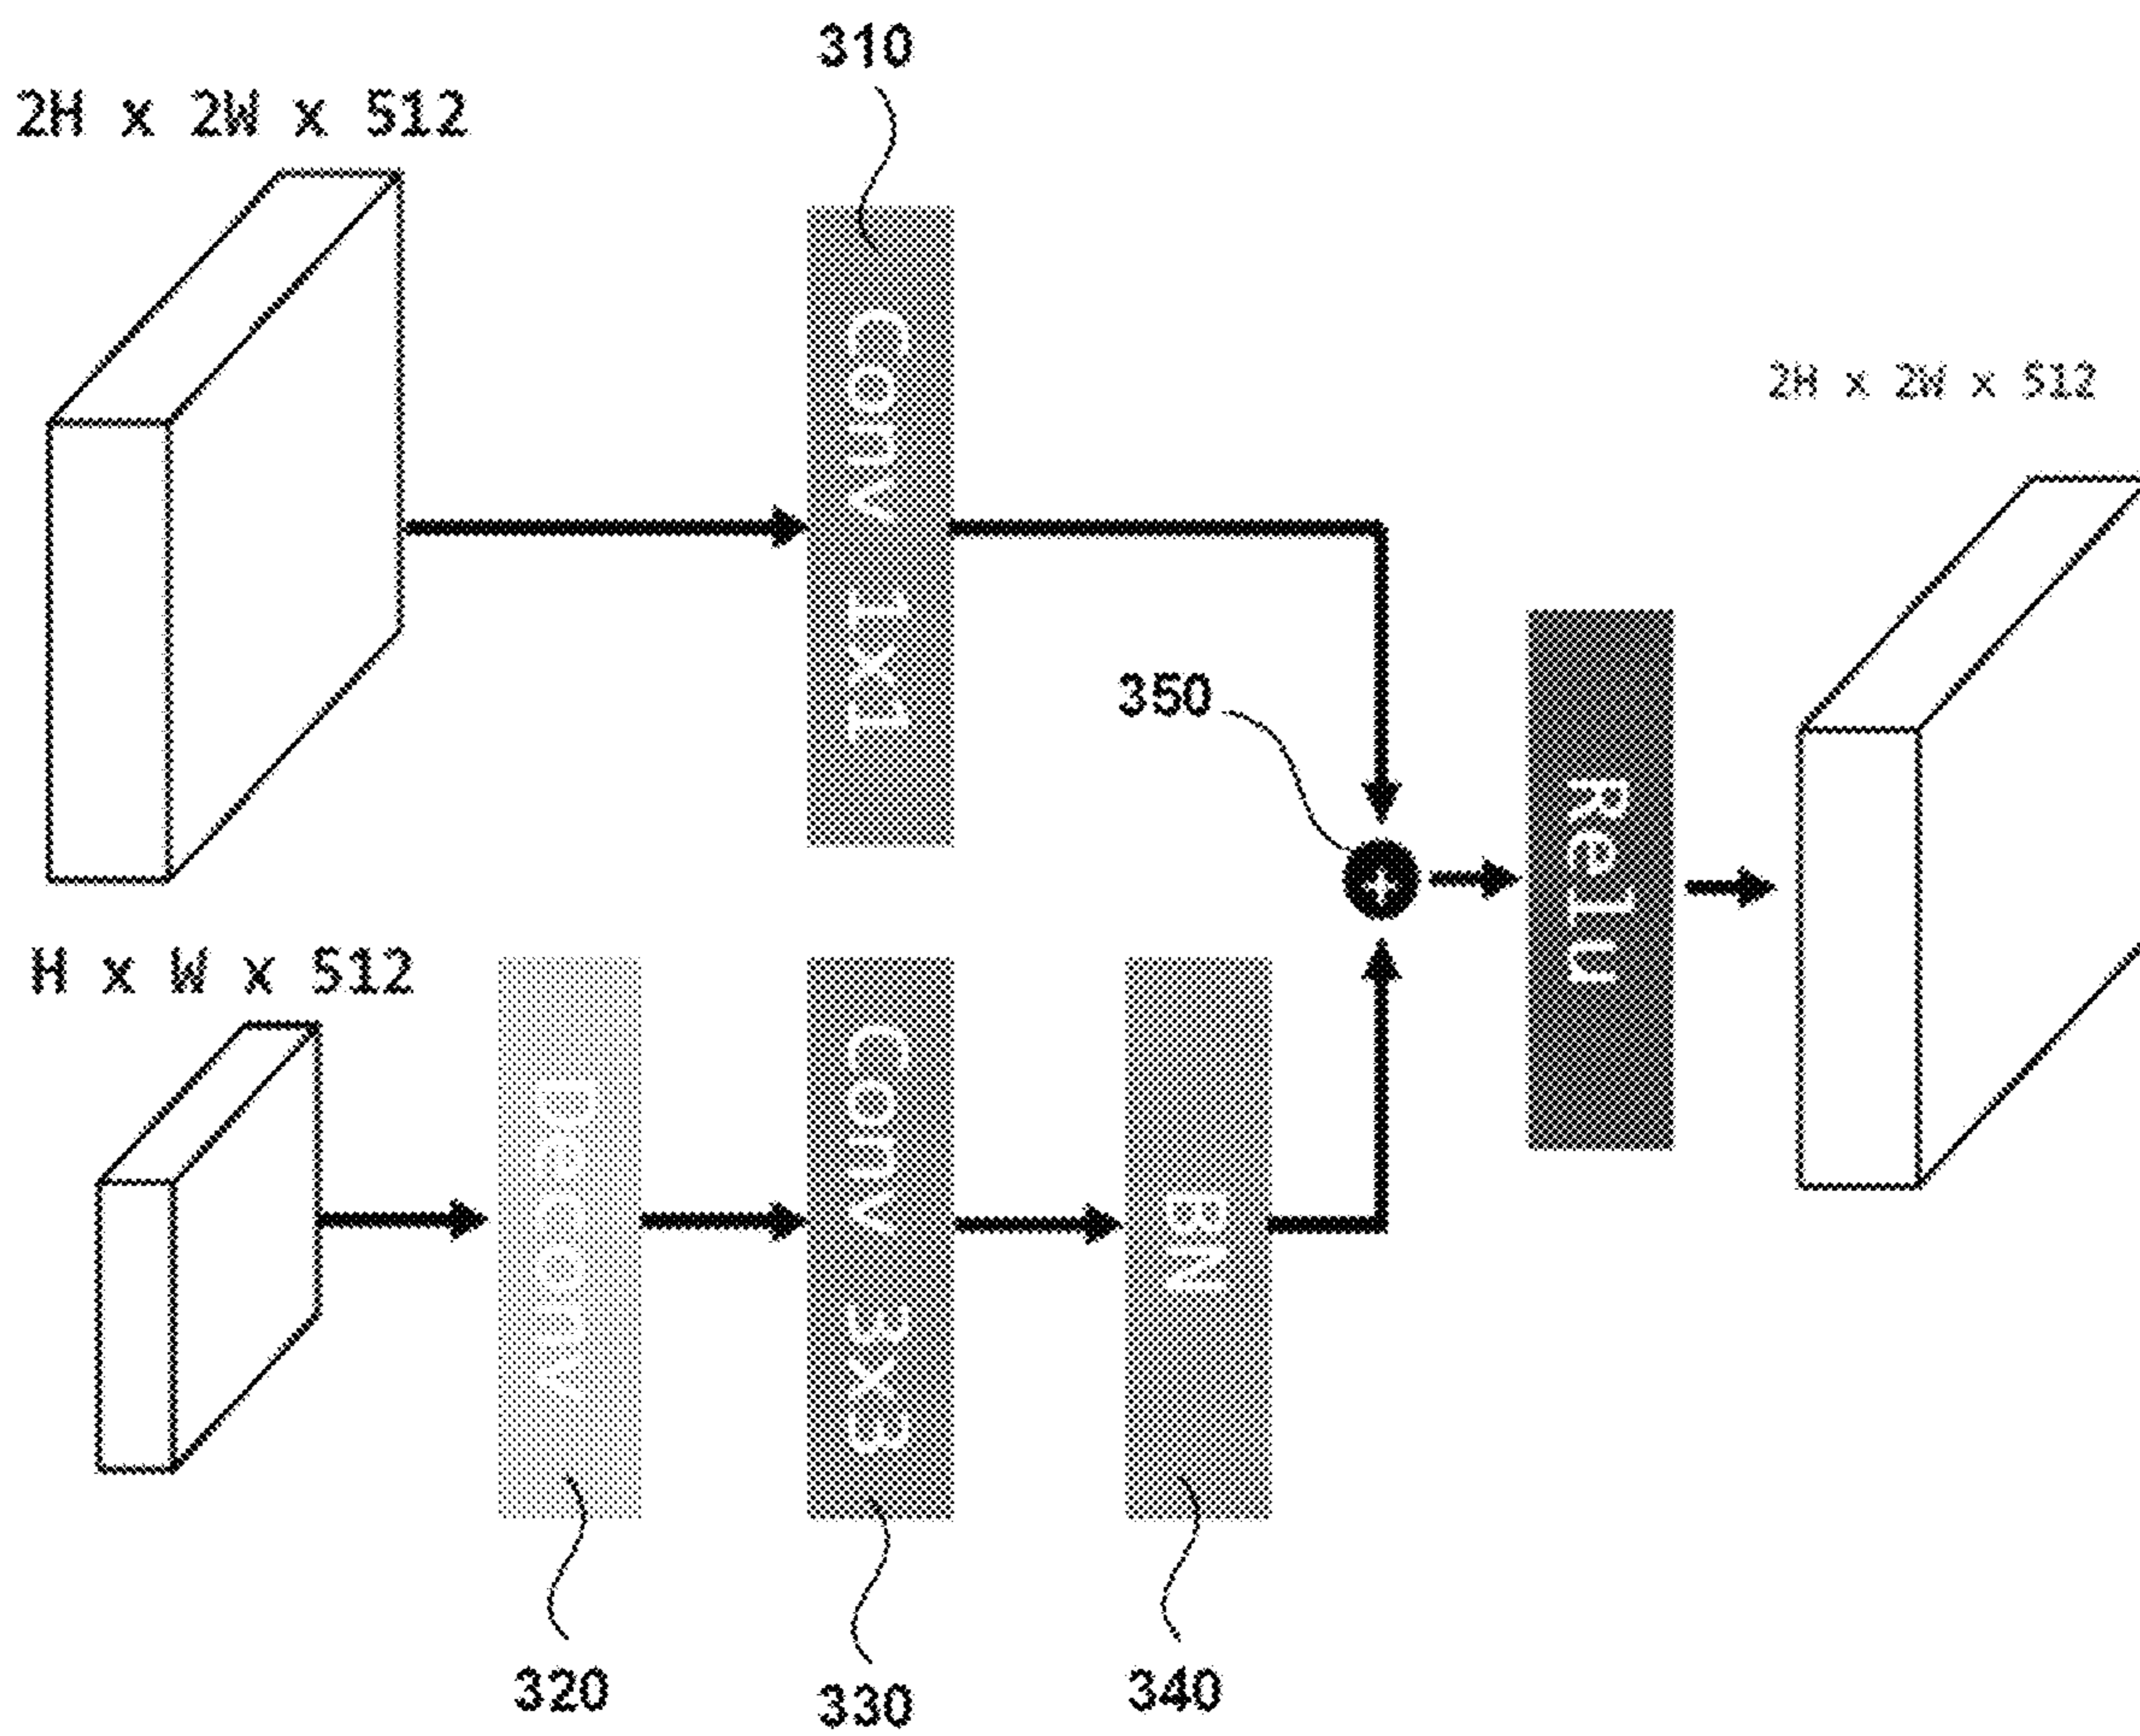 310
2H x 2W x 512
Conv 1x1
2H x 2W x 512
350
Relu
H x W x 512
Deconv
Conv 3x3
BN
320
330
340